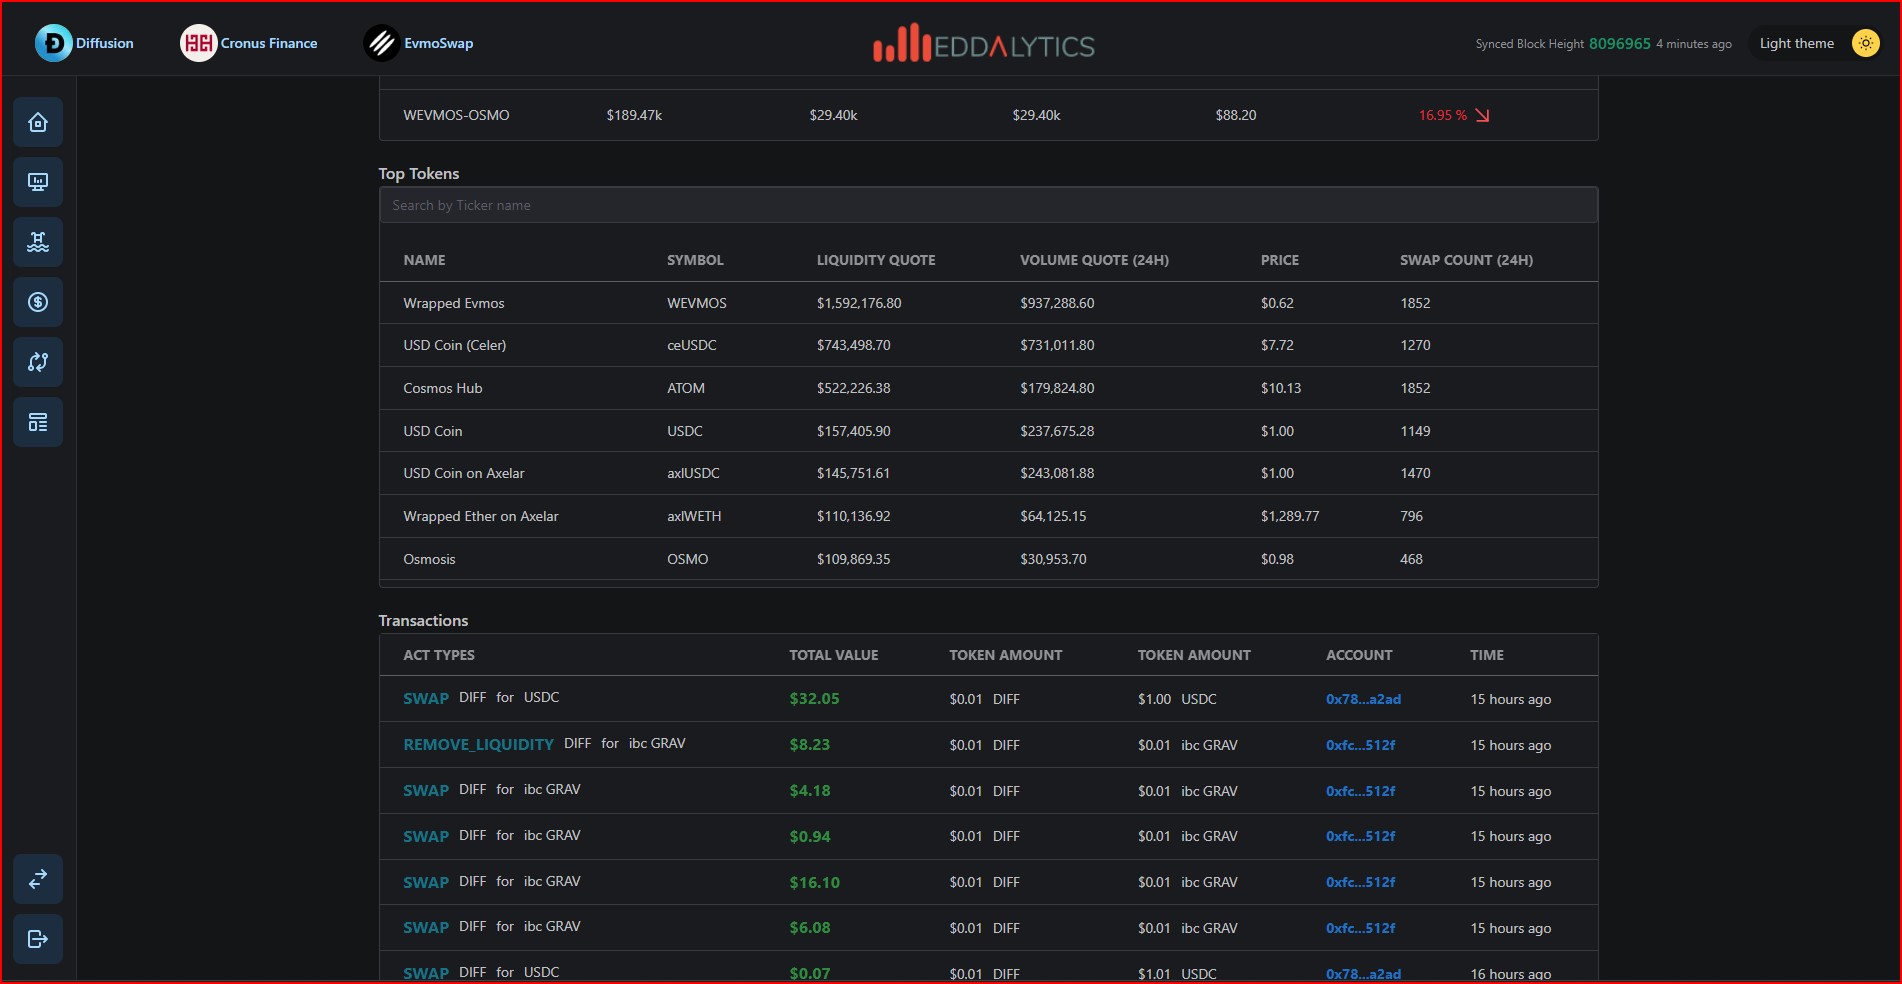 Diffusion Cronus Finance EvmoSwap EDDALYTICS Synced Block Height 8096965 4 minutes ago Light theme
WEVMOS-OSMO $189.47k $29.40k $29.40k $88.20 16.95 %
Top Tokens
Search by Ticker name
NAME SYMBOL LIQUIDITY QUOTE VOLUME QUOTE (24H) PRICE SWAP COUNT (24H)
Wrapped Evmos WEVMOS $1,592,176.80 $937,288.60 $0.62 1852
USD Coin (Celer) ceUSDC $743,498.70 $731,011.80 $7.72 1270
Cosmos Hub ATOM $522,226.38 $179,824.80 $10.13 1852
USD Coin USDC $157,405.90 $237,675.28 $1.00 1149
USD Coin on Axelar axlUSDC $145,751.61 $243,081.88 $1.00 1470
Wrapped Ether on Axelar axlWETH $110,136.92 $64,125.15 $1,289.77 796
Osmosis OSMO $109,869.35 $30,953.70 $0.98 468
Transactions
ACT TYPES TOTAL VALUE TOKEN AMOUNT TOKEN AMOUNT ACCOUNT TIME
SWAP DIFF for USDC $32.05 $0.01 DIFF $1.00 USDC 0x78...a2ad 15 hours ago
REMOVE_LIQUIDITY DIFF for ibc GRAV $8.23 $0.01 DIFF $0.01 ibc GRAV 0xfc...512f 15 hours ago
SWAP DIFF for ibc GRAV $4.18 $0.01 DIFF $0.01 ibc GRAV 0xfc...512f 15 hours ago
SWAP DIFF for ibc GRAV $0.94 $0.01 DIFF $0.01 ibc GRAV 0xfc...512f 15 hours ago
SWAP DIFF for ibc GRAV $16.10 $0.01 DIFF $0.01 ibc GRAV 0xfc...512f 15 hours ago
SWAP DIFF for ibc GRAV $6.08 $0.01 DIFF $0.01 ibc GRAV 0xfc...512f 15 hours ago
SWAP DIFF for USDC $0.07 $0.01 DIFF $1.01 USDC 0x78...a2ad 16 hours ago